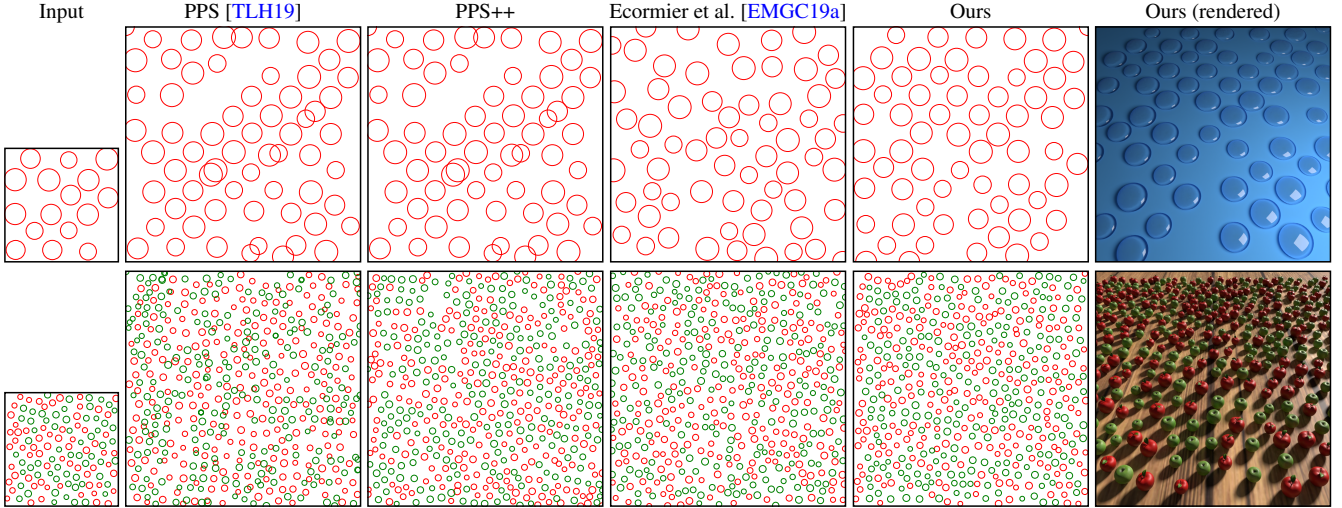 Input PPS [TLH19] PPS++ Ecormier et al. [EMGC19a] Ours Ours (rendered)